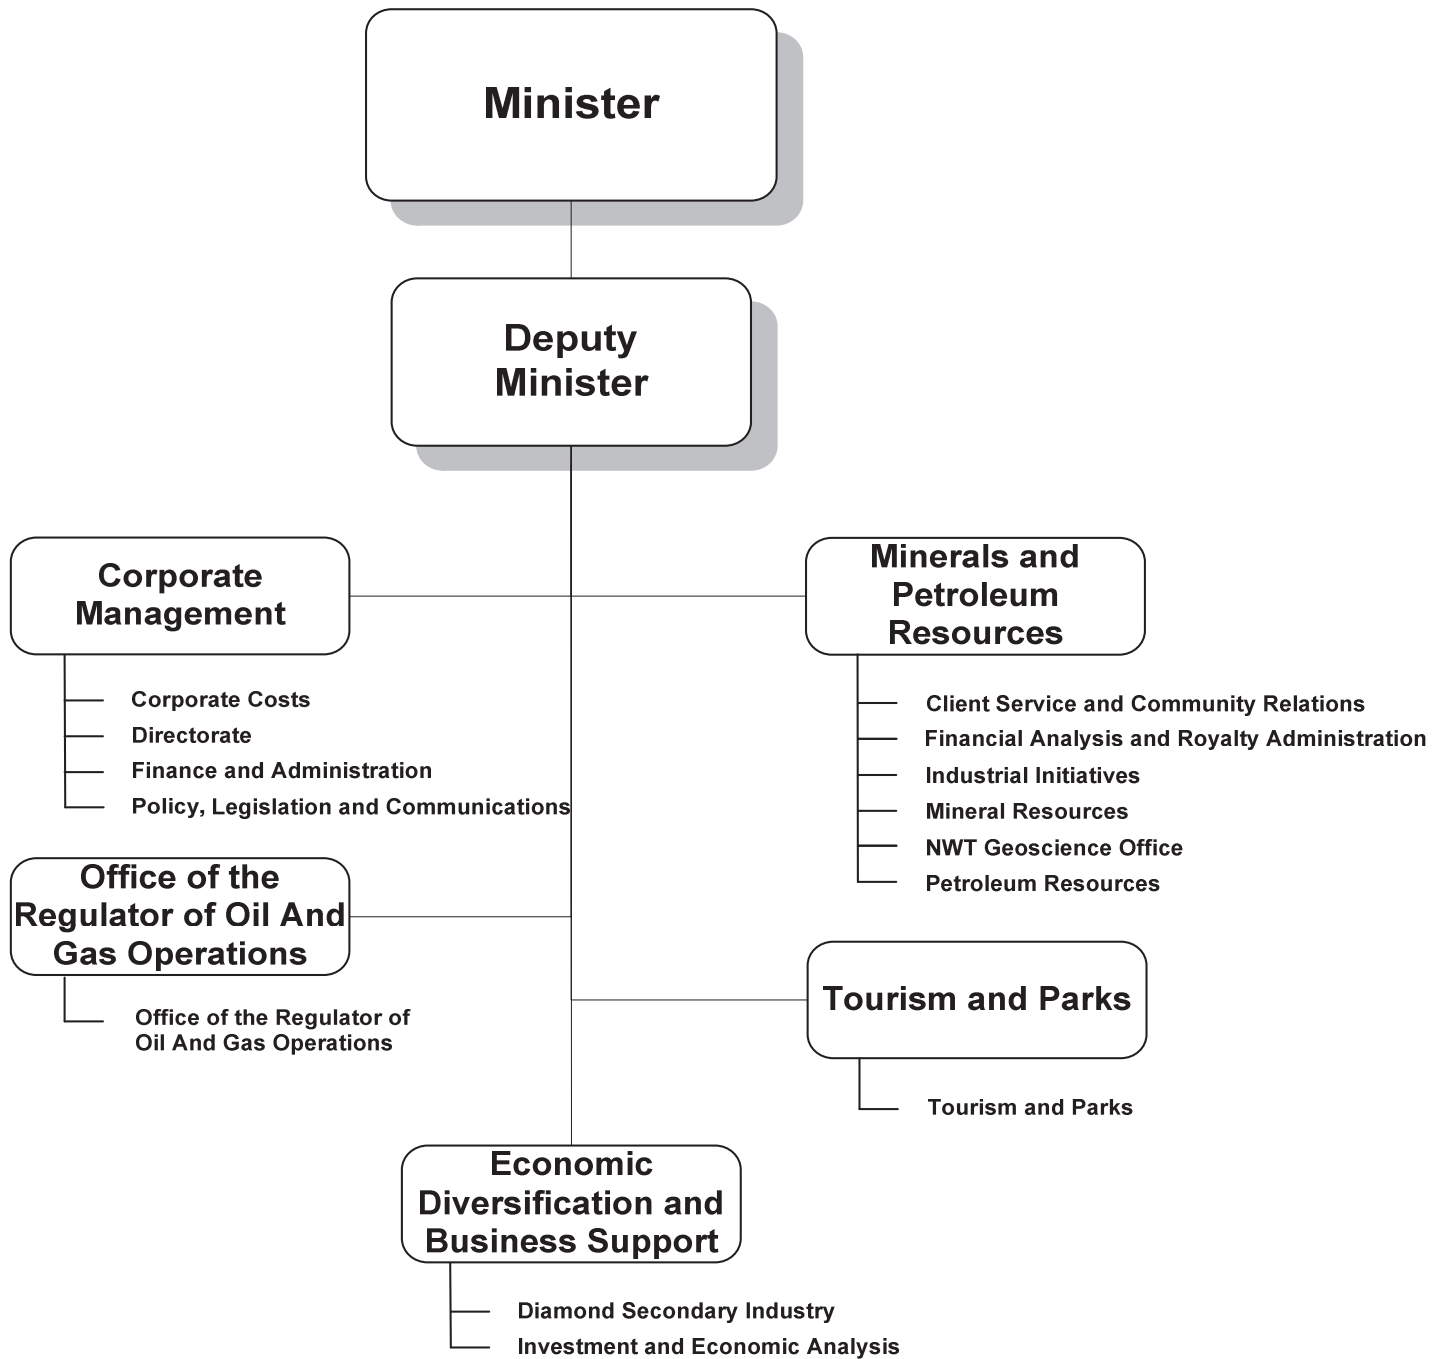 Minister
Deputy
Minister
Corporate
Management
Corporate Costs
Directorate
Finance and Administration
Policy, Legislation and Communications
Minerals and
Petroleum
Resources
Client Service and Community Relations
Financial Analysis and Royalty Administration
Industrial Initiatives
Mineral Resources
NWT Geoscience Office
Petroleum Resources
Office of the
Regulator of Oil And
Gas Operations
Office of the Regulator of
Oil And Gas Operations
Tourism and Parks
Tourism and Parks
Economic
Diversification and
Business Support
Diamond Secondary Industry
Investment and Economic Analysis